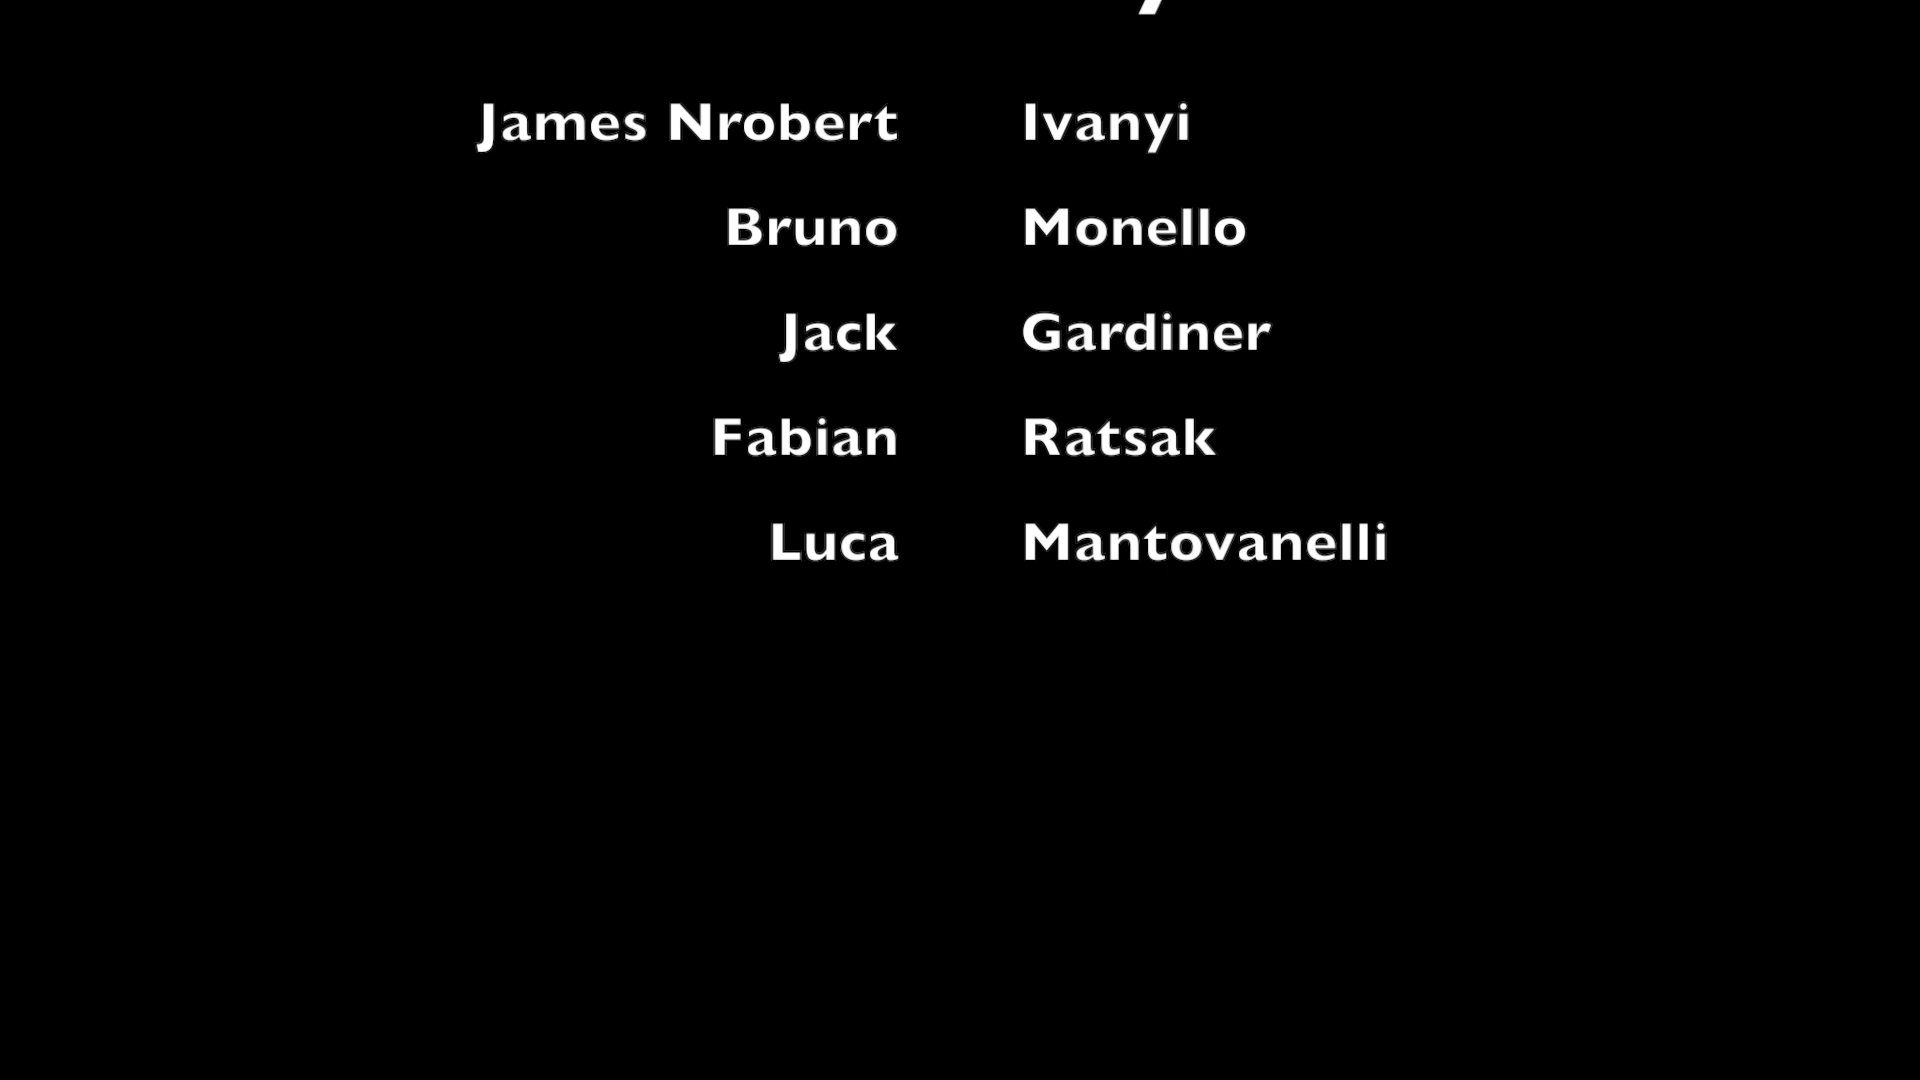 James Nrobert Ivanyi
Bruno Monello
Jack Gardiner
Fabian Ratsak
Luca Mantovanelli